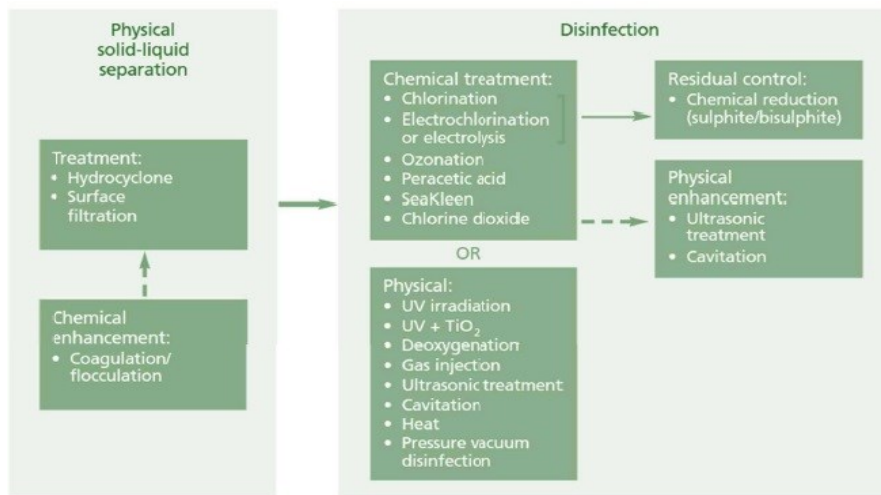 Physical
solid-liquid
separation
Treatment:
• Hydrocyclone
• Surface
filtration
Chemical
enhancement:
• Coagulation/
flocculation
Disinfection
Chemical treatment:
• Chlorination
• Electrochlorination
or electrolysis
• Ozonation
• Peracetic acid
• SeaKleen
• Chlorine dioxide
OR
Physical:
• UV irradiation
• UV + TiO₂
• Deoxygenation
• Gas injection
• Ultrasonic treatment
• Cavitation
• Heat
• Pressure vacuum
disinfection
Residual control:
• Chemical reduction
(sulphite/bisulphite)
Physical
enhancement:
• Ultrasonic
treatment
• Cavitation